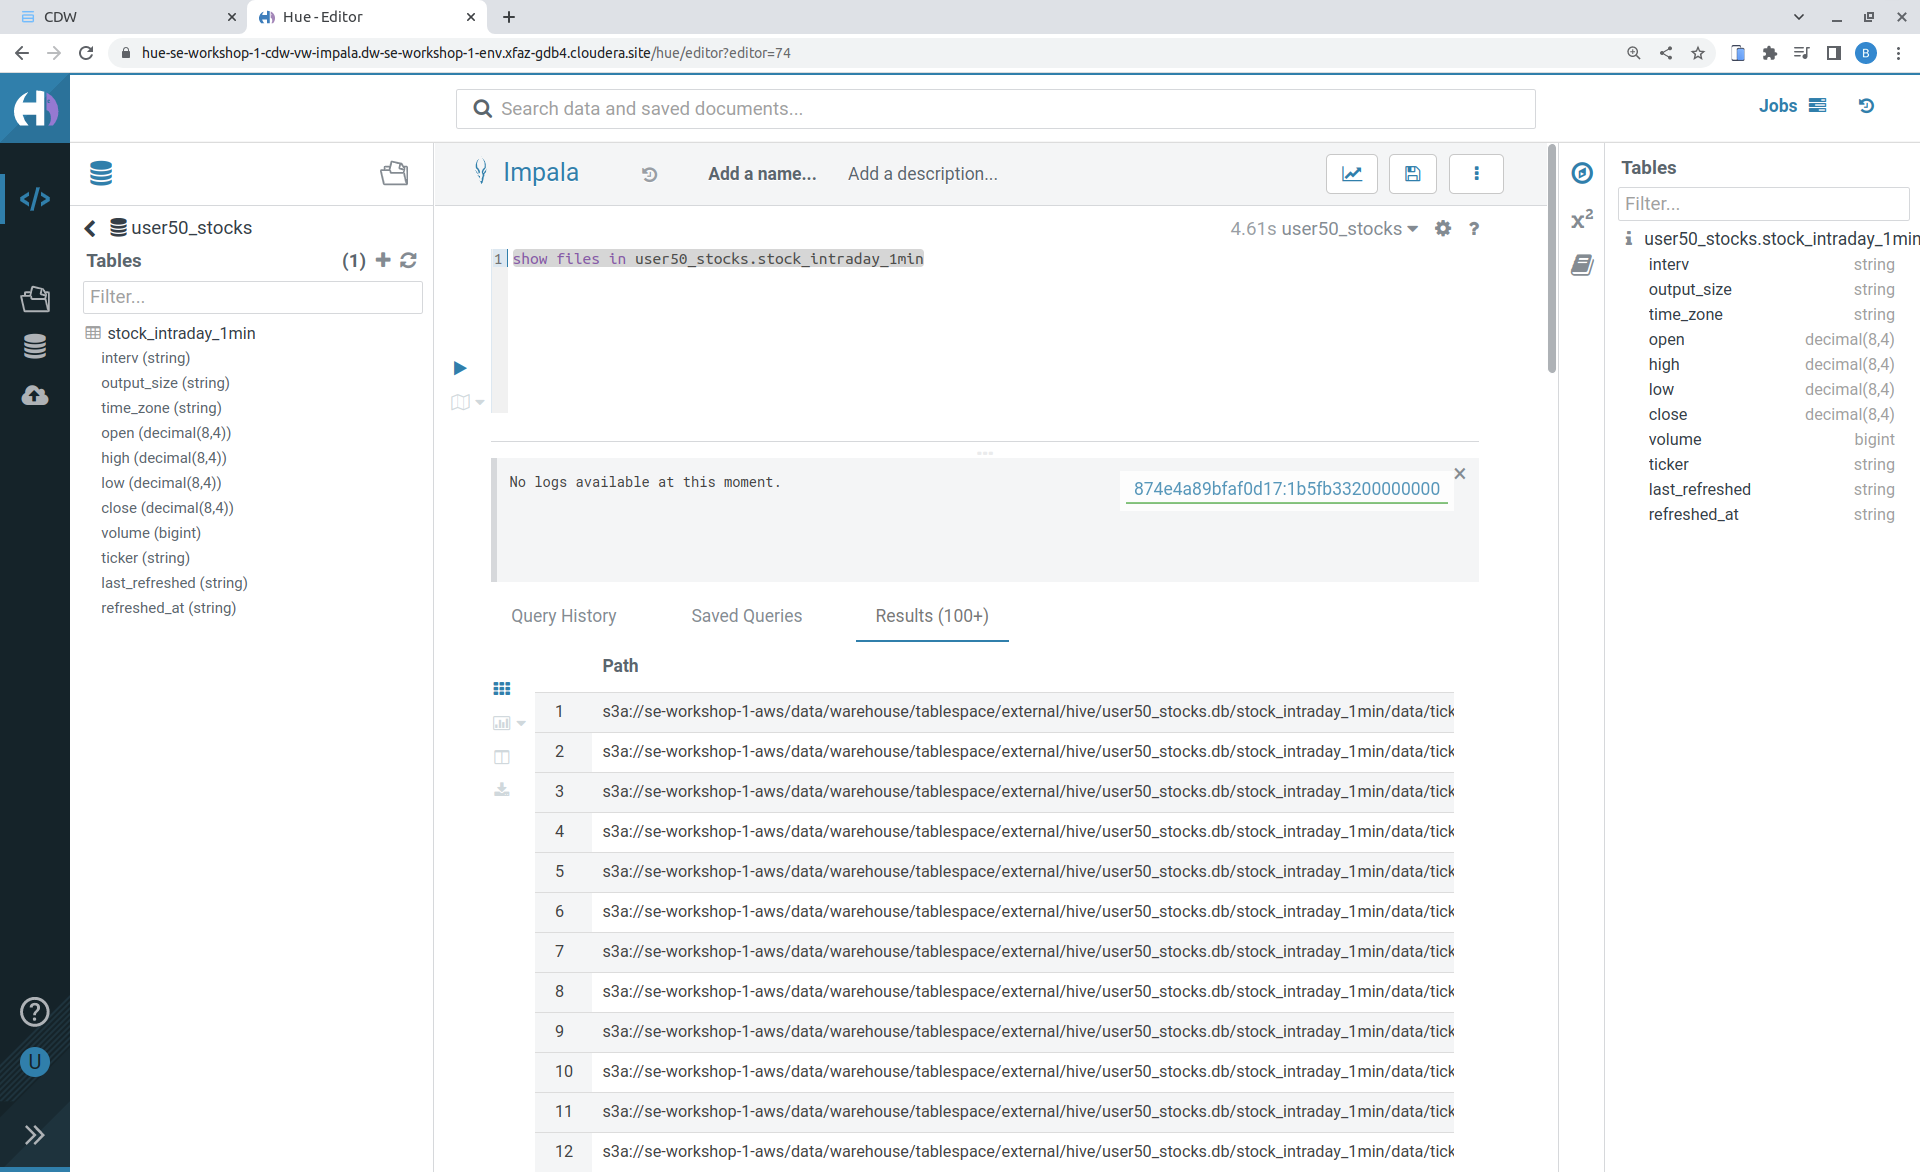 CDW
Hue - Editor
hue-se-workshop-1-cdw-vw-impala.dw-se-workshop-1-env.xfaz-gdb4.cloudera.site/hue/editor?editor=74
B
Search data and saved documents...
Jobs
Impala
Add a name...
Add a description...
user50_stocks
Tables
(1)
Filter...
stock_intraday_1min
interv (string)
output_size (string)
time_zone (string)
open (decimal(8,4))
high (decimal(8,4))
low (decimal(8,4))
close (decimal(8,4))
volume (bigint)
ticker (string)
last_refreshed (string)
refreshed_at (string)
4.61s user50_stocks
?
1 show files in user50_stocks.stock_intraday_1min
No logs available at this moment.
874e4a89bfaf0d17:1b5fb33200000000
Query History
Saved Queries
Results (100+)
Path
1 s3a://se-workshop-1-aws/data/warehouse/tablespace/external/hive/user50_stocks.db/stock_intraday_1min/data/tick
2 s3a://se-workshop-1-aws/data/warehouse/tablespace/external/hive/user50_stocks.db/stock_intraday_1min/data/tick
3 s3a://se-workshop-1-aws/data/warehouse/tablespace/external/hive/user50_stocks.db/stock_intraday_1min/data/tick
4 s3a://se-workshop-1-aws/data/warehouse/tablespace/external/hive/user50_stocks.db/stock_intraday_1min/data/tick
5 s3a://se-workshop-1-aws/data/warehouse/tablespace/external/hive/user50_stocks.db/stock_intraday_1min/data/tick
6 s3a://se-workshop-1-aws/data/warehouse/tablespace/external/hive/user50_stocks.db/stock_intraday_1min/data/tick
7 s3a://se-workshop-1-aws/data/warehouse/tablespace/external/hive/user50_stocks.db/stock_intraday_1min/data/tick
8 s3a://se-workshop-1-aws/data/warehouse/tablespace/external/hive/user50_stocks.db/stock_intraday_1min/data/tick
9 s3a://se-workshop-1-aws/data/warehouse/tablespace/external/hive/user50_stocks.db/stock_intraday_1min/data/tick
10 s3a://se-workshop-1-aws/data/warehouse/tablespace/external/hive/user50_stocks.db/stock_intraday_1min/data/tick
11 s3a://se-workshop-1-aws/data/warehouse/tablespace/external/hive/user50_stocks.db/stock_intraday_1min/data/tick
12 s3a://se-workshop-1-aws/data/warehouse/tablespace/external/hive/user50_stocks.db/stock_intraday_1min/data/tick
x²
Tables
Filter...
user50_stocks.stock_intraday_1min
interv string
output_size string
time_zone string
open decimal(8,4)
high decimal(8,4)
low decimal(8,4)
close decimal(8,4)
volume bigint
ticker string
last_refreshed string
refreshed_at string
?
U